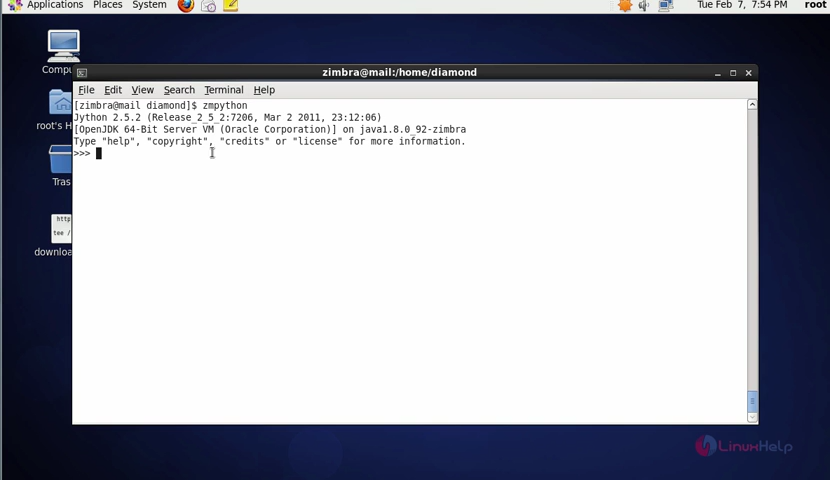 Applications Places System Tue Feb 7, 7:54 PM root
zimbra@mail:/home/diamond
File Edit View Search Terminal Help
[zimbra@mail diamond]$ zmpython
Jython 2.5.2 (Release_2_5_2:7206, Mar 2 2011, 23:12:06)
[OpenJDK 64-Bit Server VM (Oracle Corporation)] on java1.8.0_92-zimbra
Type "help", "copyright", "credits" or "license" for more information.
>>>
Compu
root's H
Tras
http
tee /
downloa
LinuxHelp